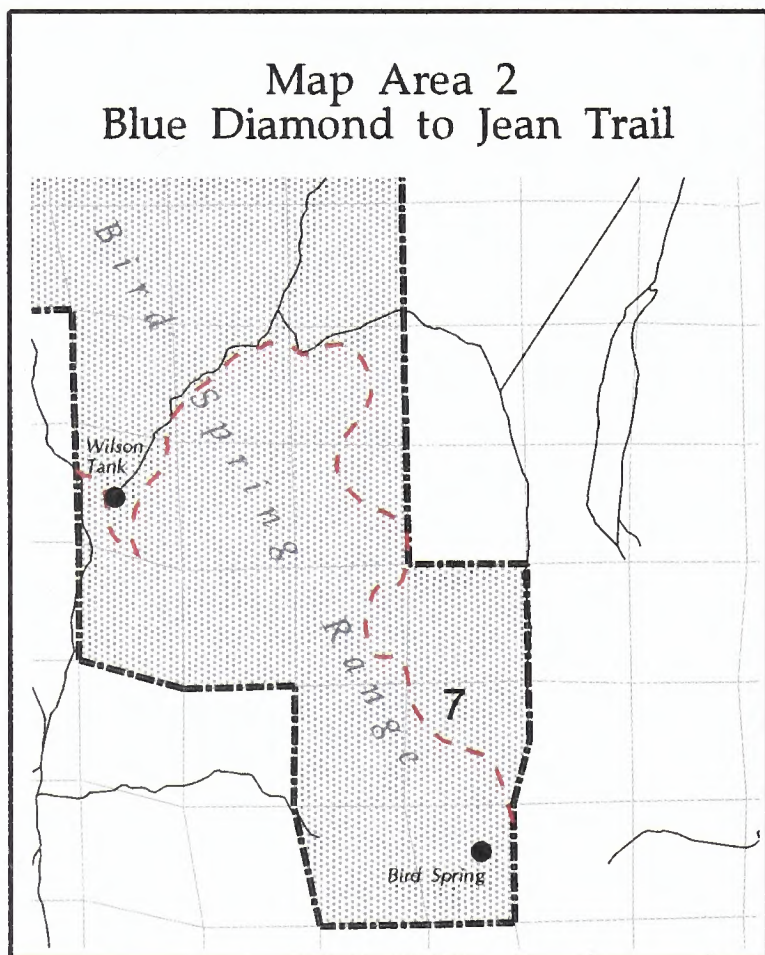 Map Area 2
Blue Diamond to Jean Trail
Bird
Spring
Range
Wilson
Tank
7
Bird Spring